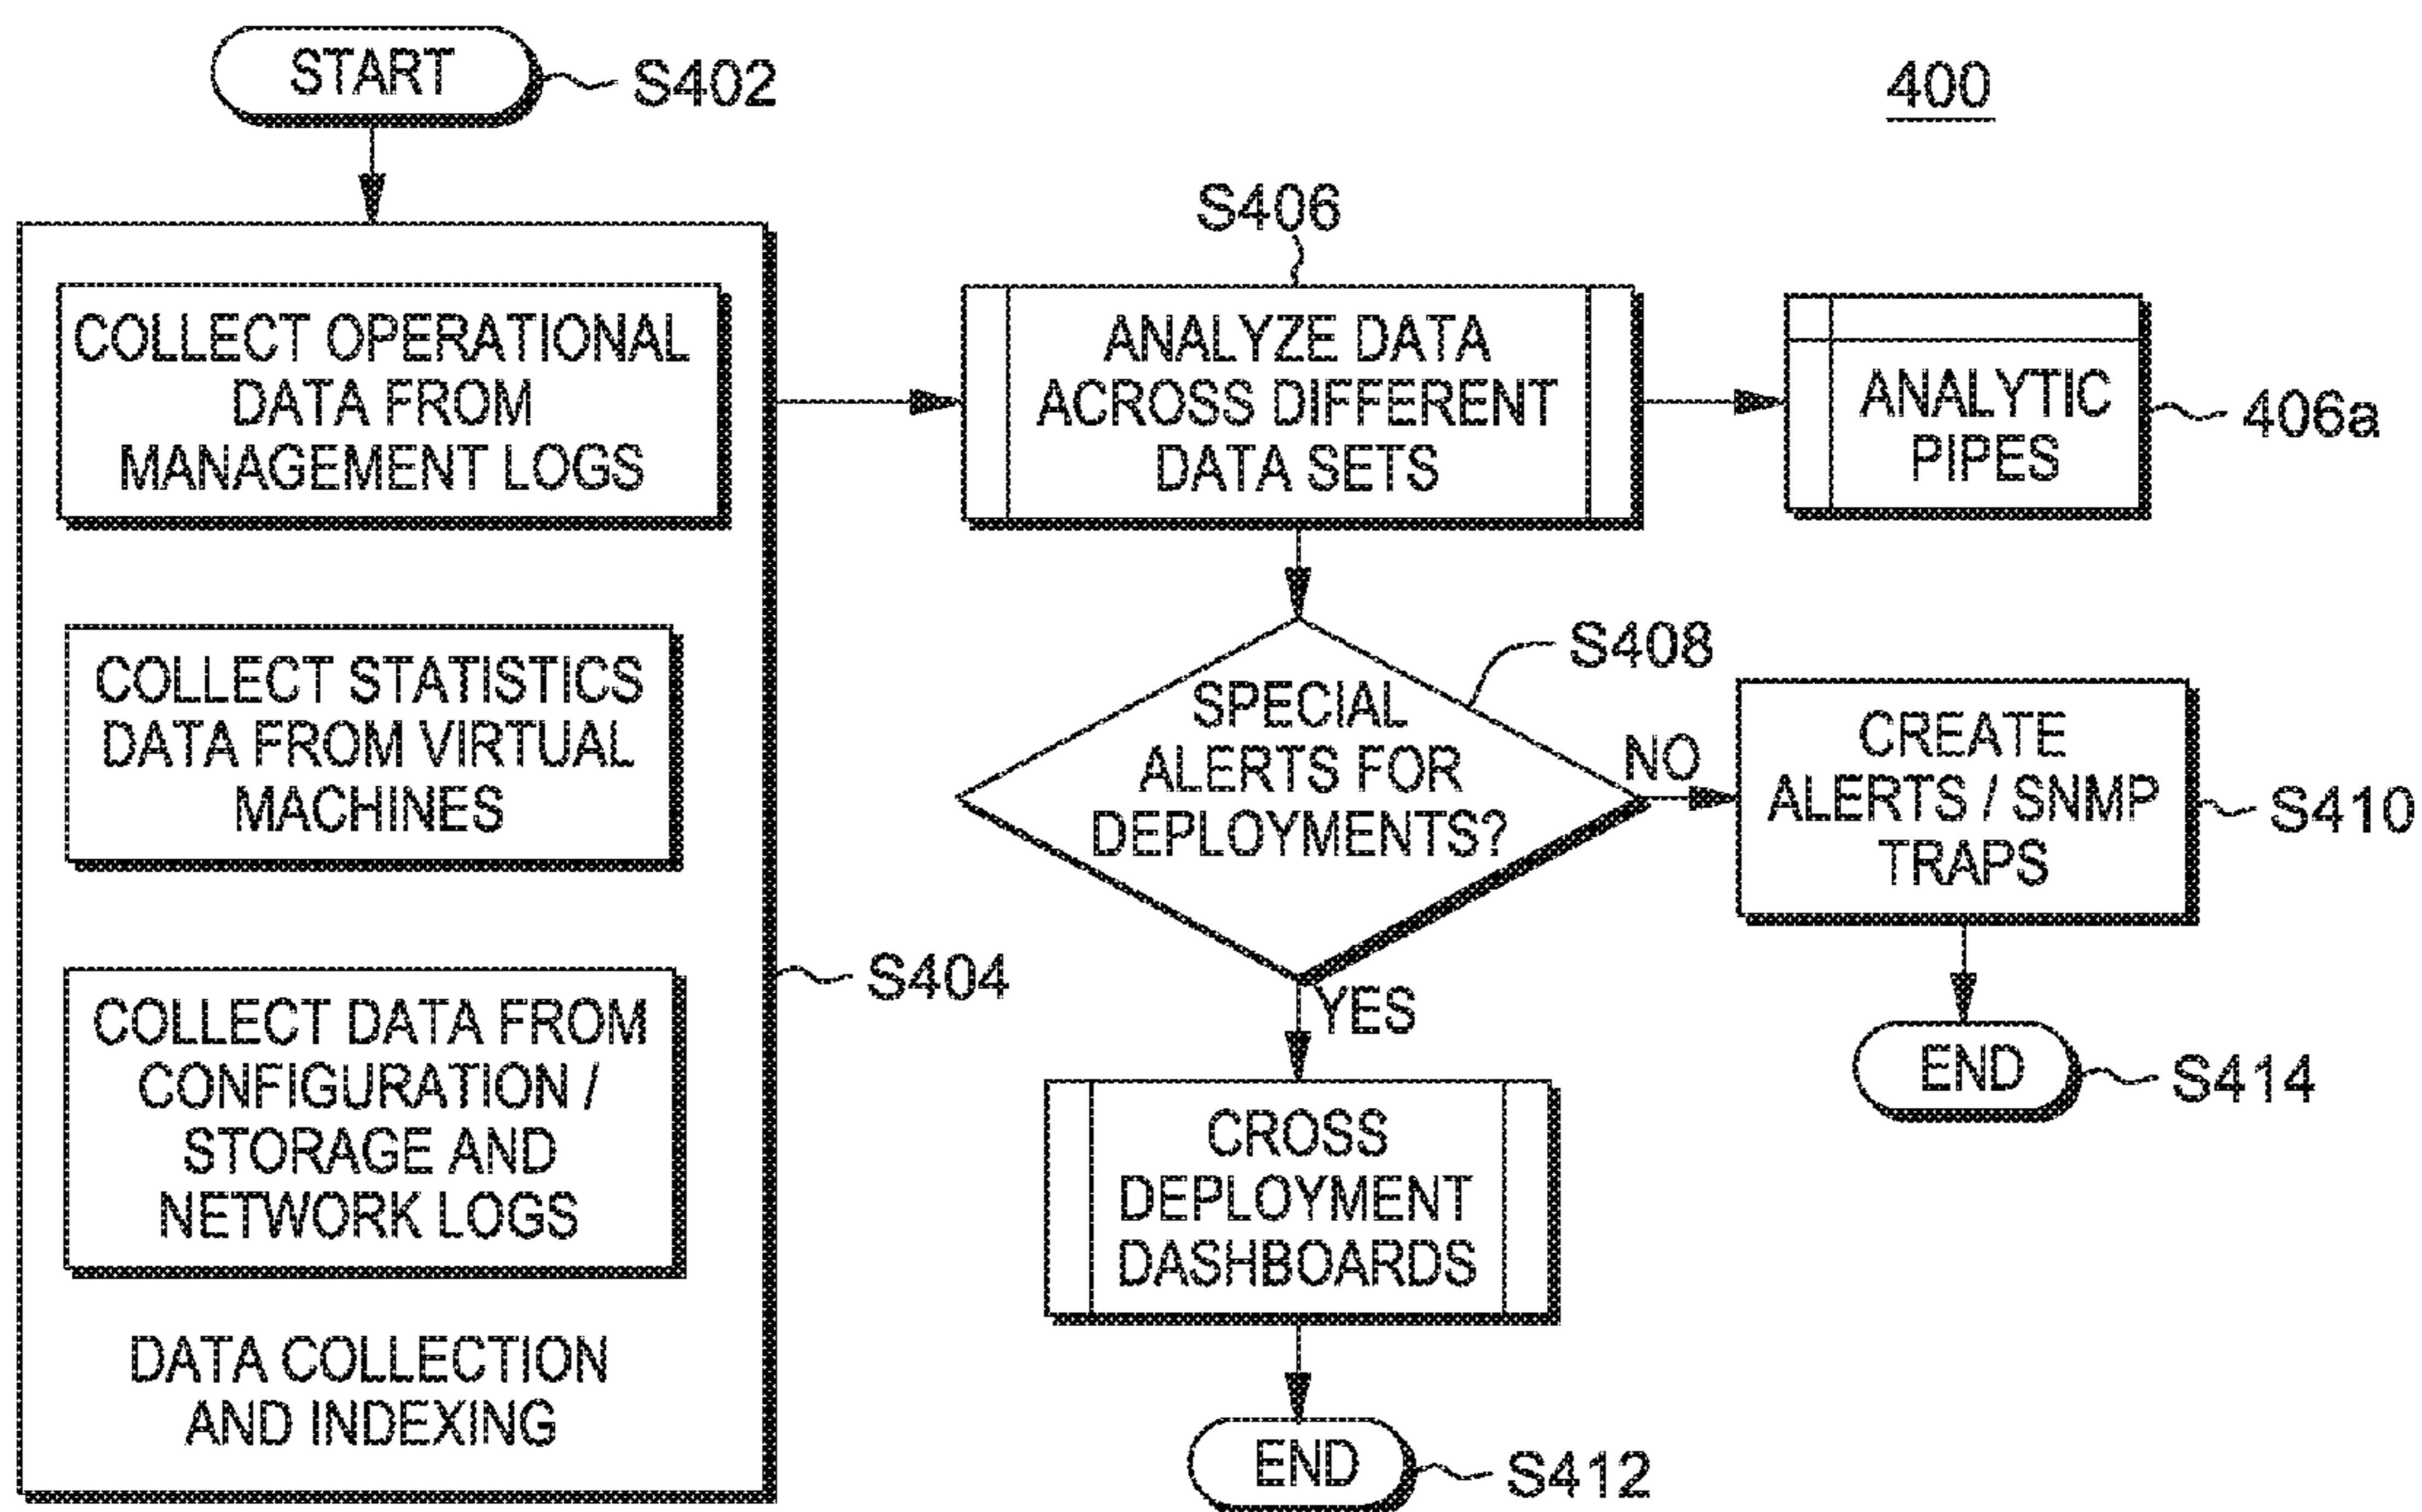 START
S402
400
COLLECT OPERATIONAL
DATA FROM
MANAGEMENT LOGS
COLLECT STATISTICS
DATA FROM VIRTUAL
MACHINES
COLLECT DATA FROM
CONFIGURATION /
STORAGE AND
NETWORK LOGS
DATA COLLECTION
AND INDEXING
S404
S406
ANALYZE DATA
ACROSS DIFFERENT
DATA SETS
ANALYTIC
PIPES
406a
SPECIAL
ALERTS FOR
DEPLOYMENTS?
S408
NO
CREATE
ALERTS / SNMP
TRAPS
S410
END
S414
YES
CROSS
DEPLOYMENT
DASHBOARDS
END
S412